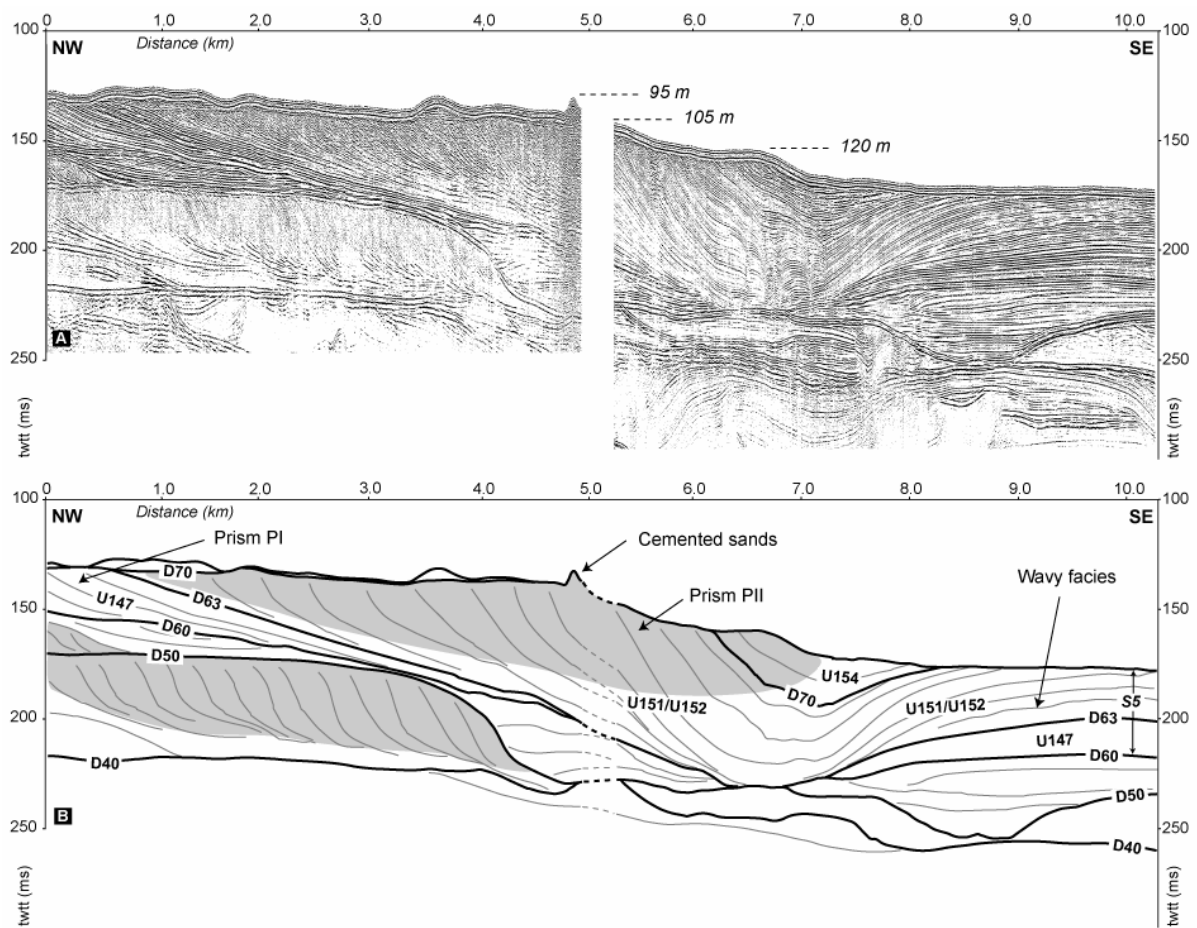 0 1.0 2.0 3.0 4.0 5.0 6.0 7.0 8.0 9.0 10.0
100 NW Distance (km) SE 100
95 m
105 m
120 m
150 150
200 200
A
250 250
twtt (ms) twtt (ms)
0 1.0 2.0 3.0 4.0 5.0 6.0 7.0 8.0 9.0 10.0
100 NW Distance (km) SE 100
Prism PI Cemented sands
Wavy facies
D70
Prism PII
U147 D63
150 150
D60
D50
U154
D70 S5
U151/U152 U151/U152
200 D63 200
U147
D60
D40
D50
B
250 250
D40
twtt (ms) twtt (ms)